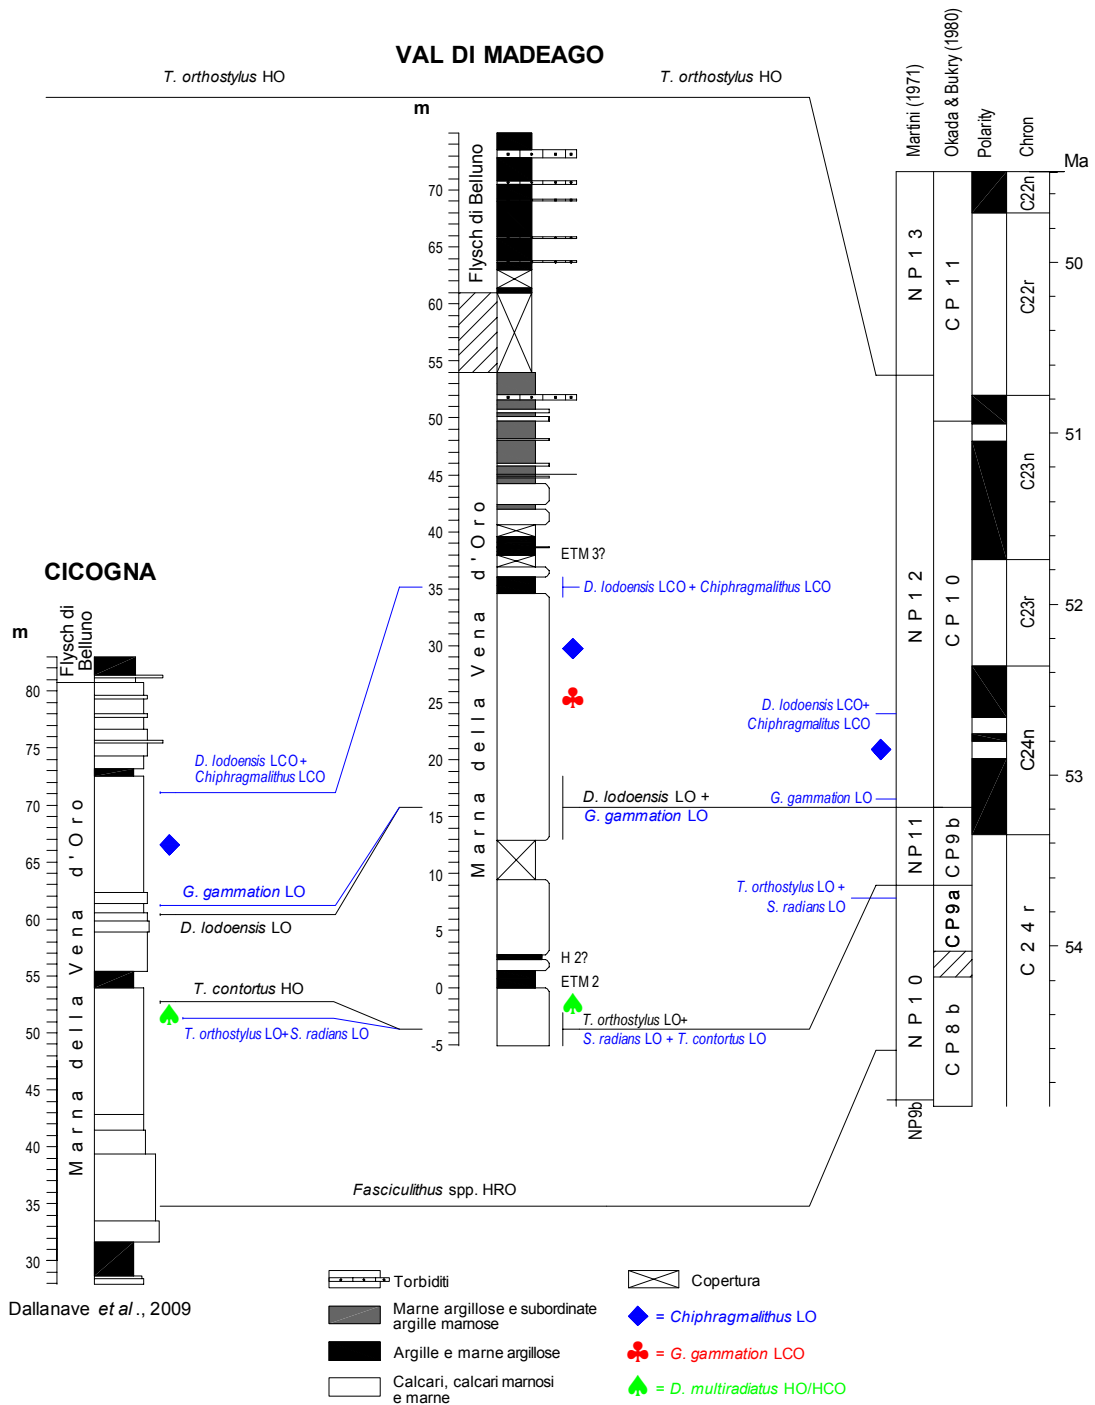 VAL DI MADEAGO
T. orthostylus HO
T. orthostylus HO
Martini (1971)
Okada & Bukry (1980)
Polarity
Chron
Ma
m
Flysch di Belluno
70
65
60
55
50
45
40
35
30
25
20
15
10
5
0
-5
Marna della Vena d'Oro
ETM 3?
D. lodoensis LCO + Chiphragmalithus LCO
D. lodoensis LO +
G. gammation LO
H 2?
ETM 2
T. orthostylus LO+
S. radians LO + T. contortus LO
NP13
NP12
NP11
NP10
NP9b
CP11
CP10
CP9b
CP9a
CP8b
C22n
C22r
C23n
C23r
C24n
C24r
50
51
52
53
54
D. lodoensis LCO+
Chiphragmalitus LCO
G. gammation LO
T. orthostylus LO +
S. radians LO
CICOGNA
m
Flysch di
Belluno
80
75
70
65
60
55
50
45
40
35
30
Marna della Vena d'Oro
D. lodoensis LCO +
Chiphragmalithus LCO
G. gammation LO
D. lodoensis LO
T. contortus HO
T. orthostylus LO+S. radians LO
Fasciculithus spp. HRO
Dallanave et al., 2009
Torbiditi
Marne argillose e subordinate
argille marnose
Argille e marne argillose
Calcari, calcari marnosi
e marne
Copertura
= Chiphragmalithus LO
= G. gammation LCO
= D. multiradiatus HO/HCO